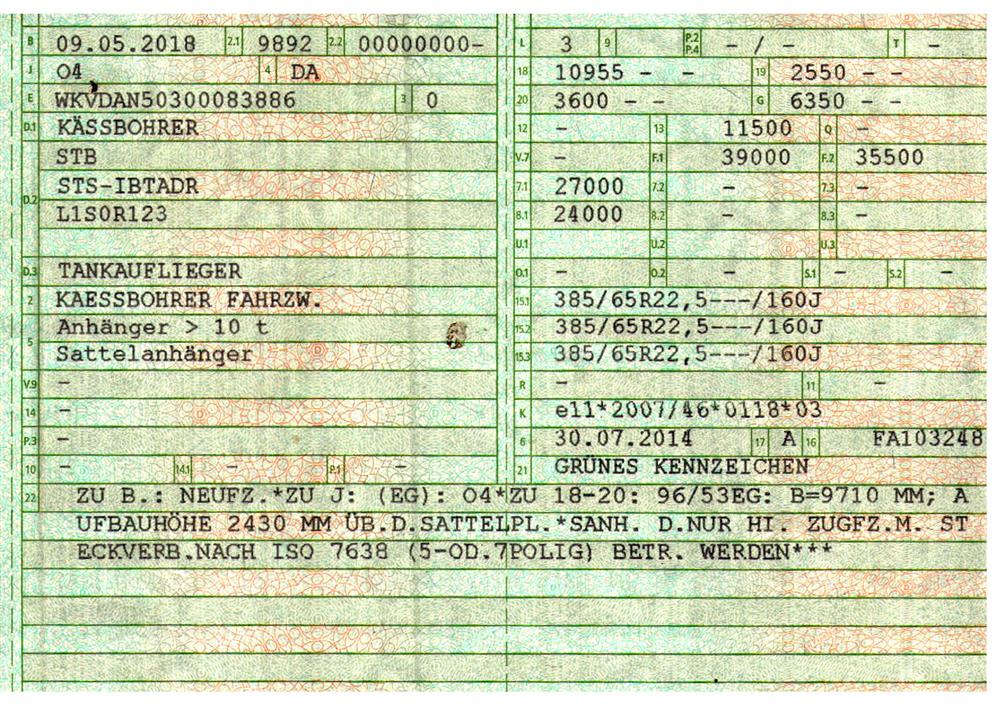 B 09.05.2018 2.1 9892 2.2 00000000-
J O4 4 DA
E WKVDAN50300083886 3 0
D.1 KÄSSBOHRER
STB
D.2 STS-IBTADR
L1S0R123
D.3 TANKAUFLIEGER
2 KAESSBOHRER FAHRZW.
5 Anhänger > 10 t
Sattelanhänger
V.9 -
14 -
P.3 -
10 - 14.1 - P.1 -
L 3 9 P.2 P.4 - / - T -
18 10955 - - 19 2550 - -
20 3600 - - G 6350 - -
12 - 13 11500 Q -
V.7 - F.1 39000 F.2 35500
7.1 27000 7.2 - 7.3 -
8.1 24000 8.2 - 8.3 -
U.1 U.2 U.3
O.1 - O.2 - S.1 - S.2 -
15.1 385/65R22,5---/160J
15.2 385/65R22,5---/160J
15.3 385/65R22,5---/160J
R - 11 -
K e11*2007/46*0118*03
6 30.07.2014 17 A 16 FA103248
21 GRÜNES KENNZEICHEN
22 ZU B.: NEUFZ.*ZU J: (EG): O4*ZU 18-20: 96/53EG: B=9710 MM; A
UFBAUHÖHE 2430 MM ÜB.D.SATTELPL.*SANH. D.NUR HI. ZUGFZ.M. ST
ECKVERB.NACH ISO 7638 (5-OD.7POLIG) BETR. WERDEN***